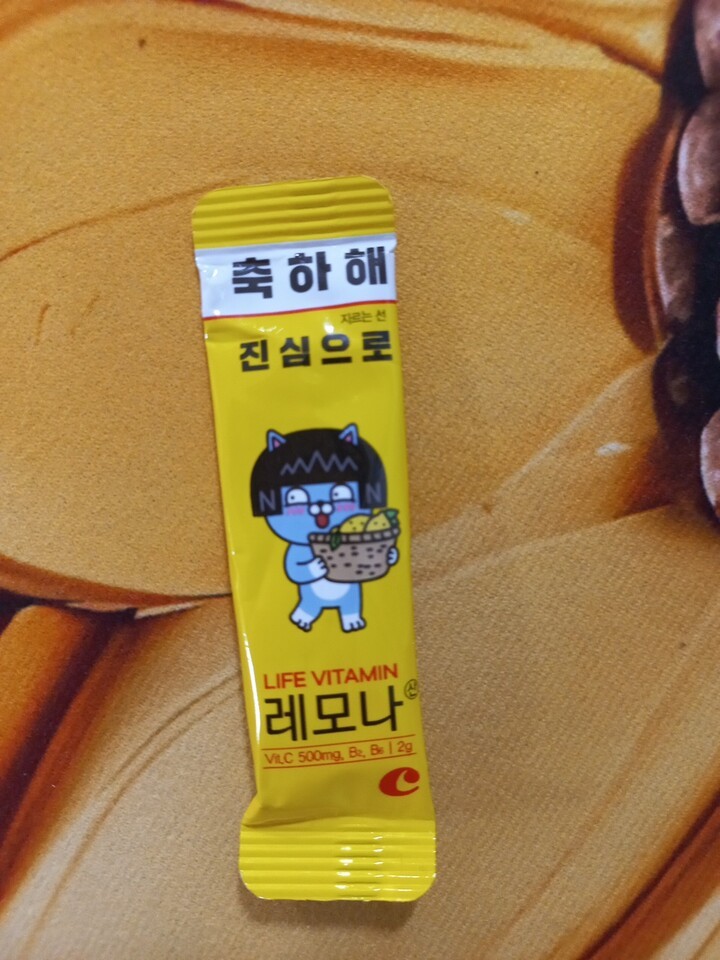 축하해
자르는 선
진심으로
N N
LIFE VITAMIN
레모나 산
Vit.C 500mg, B₂, B₆ | 2g